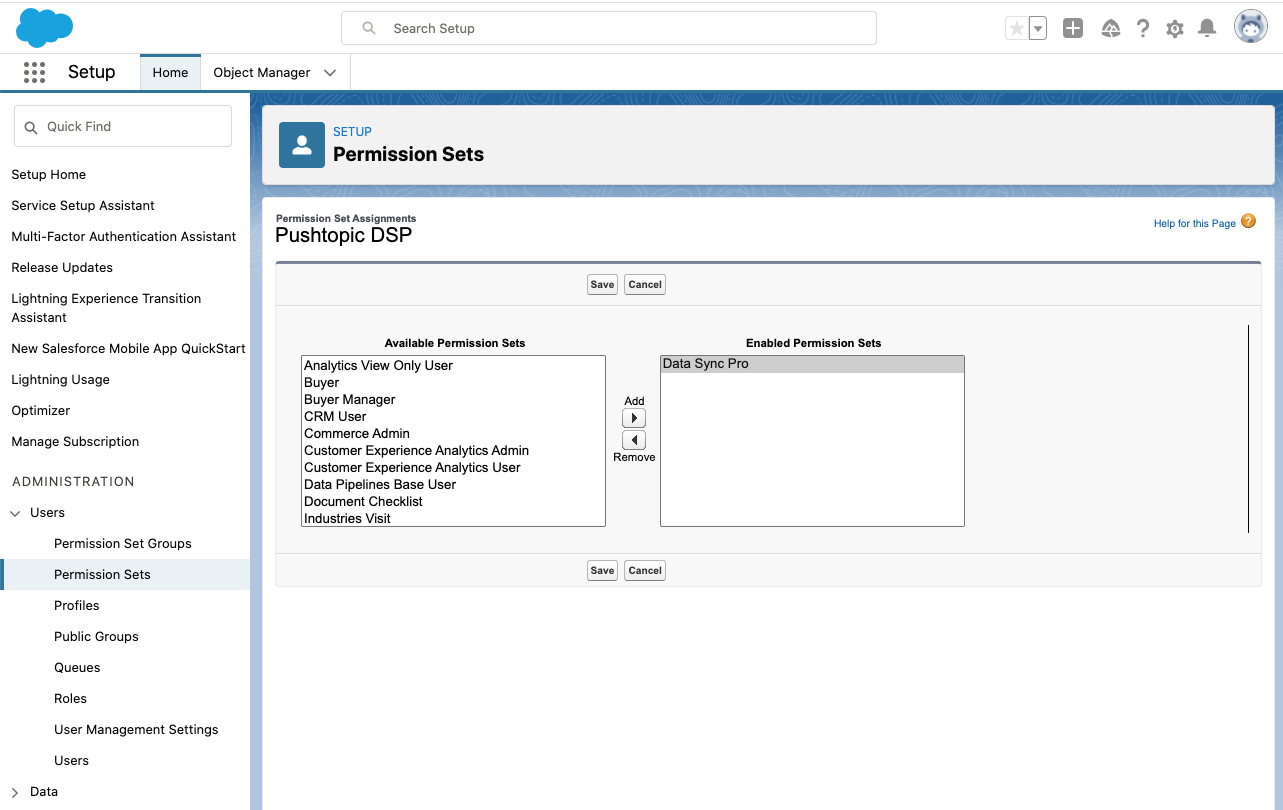 Search Setup
Setup
Home
Object Manager
Quick Find
Setup Home
Service Setup Assistant
Multi-Factor Authentication Assistant
Release Updates
Lightning Experience Transition
Assistant
New Salesforce Mobile App QuickStart
Lightning Usage
Optimizer
Manage Subscription
ADMINISTRATION
Users
Permission Set Groups
Permission Sets
Profiles
Public Groups
Queues
Roles
User Management Settings
Users
Data
SETUP
Permission Sets
Permission Set Assignments
Pushtopic DSP
Help for this Page ?
Save Cancel
Available Permission Sets
Analytics View Only User
Buyer
Buyer Manager
CRM User
Commerce Admin
Customer Experience Analytics Admin
Customer Experience Analytics User
Data Pipelines Base User
Document Checklist
Industries Visit
Add
Remove
Enabled Permission Sets
Data Sync Pro
Save Cancel